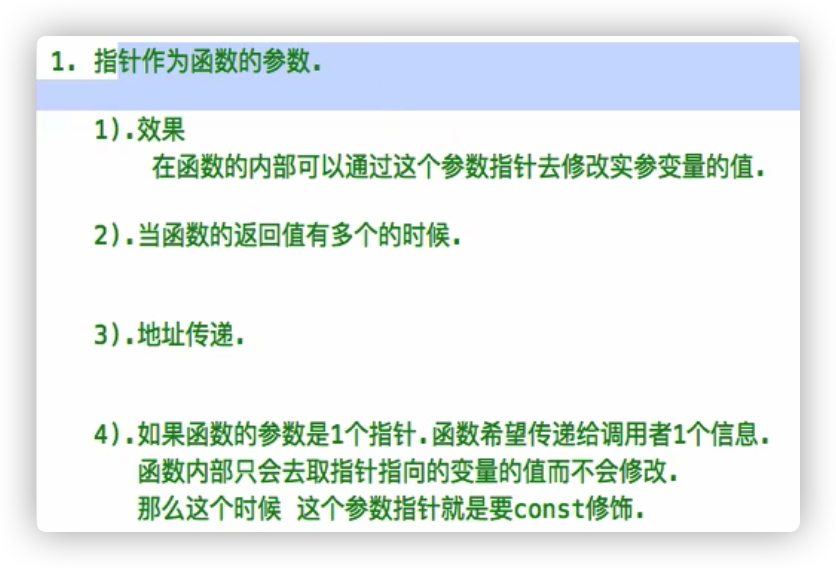 1. 指针作为函数的参数.
1).效果
在函数的内部可以通过这个参数指针去修改实参变量的值.
2).当函数的返回值有多个的时候.
3).地址传递.
4).如果函数的参数是1个指针.函数希望传递给调用者1个信息.
函数内部只会去取指针指向的变量的值而不会修改.
那么这个时候 这个参数指针就是要const修饰.